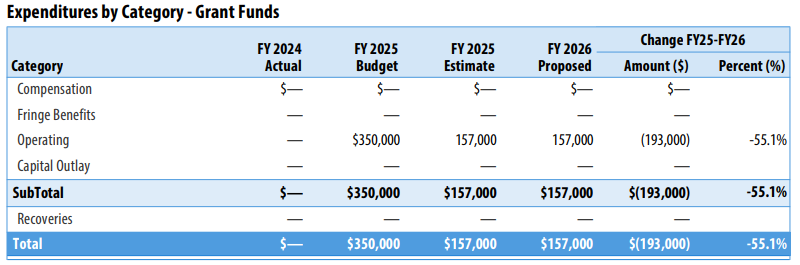 Expenditures by Category - Grant Funds
Change FY25-FY26
Category FY 2024 Actual FY 2025 Budget FY 2025 Estimate FY 2026 Proposed Amount ($) Percent (%)
Compensation $— $— $— $— $—
Fringe Benefits — — — — —
Operating — $350,000 157,000 157,000 (193,000) -55.1%
Capital Outlay — — — — —
SubTotal $— $350,000 $157,000 $157,000 $(193,000) -55.1%
Recoveries — — — — —
Total $— $350,000 $157,000 $157,000 $(193,000) -55.1%